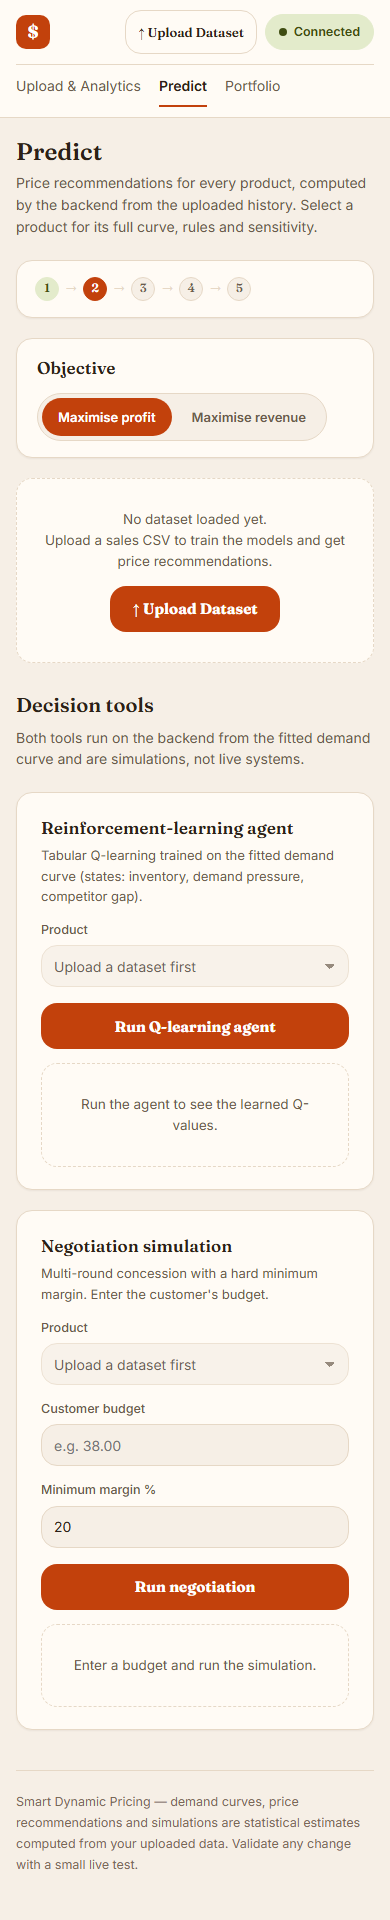 $
↑ Upload Dataset
Connected
Upload & Analytics
Predict
Portfolio
Predict
Price recommendations for every product, computed
by the backend from the uploaded history. Select a
product for its full curve, rules and sensitivity.
1 → 2 → 3 → 4 → 5
Objective
Maximise profit
Maximise revenue
No dataset loaded yet.
Upload a sales CSV to train the models and get
price recommendations.
↑ Upload Dataset
Decision tools
Both tools run on the backend from the fitted demand
curve and are simulations, not live systems.
Reinforcement-learning agent
Tabular Q-learning trained on the fitted demand
curve (states: inventory, demand pressure,
competitor gap).
Product
Upload a dataset first
Run Q-learning agent
Run the agent to see the learned Q-
values.
Negotiation simulation
Multi-round concession with a hard minimum
margin. Enter the customer's budget.
Product
Upload a dataset first
Customer budget
e.g. 38.00
Minimum margin %
20
Run negotiation
Enter a budget and run the simulation.
Smart Dynamic Pricing — demand curves, price
recommendations and simulations are statistical estimates
computed from your uploaded data. Validate any change
with a small live test.